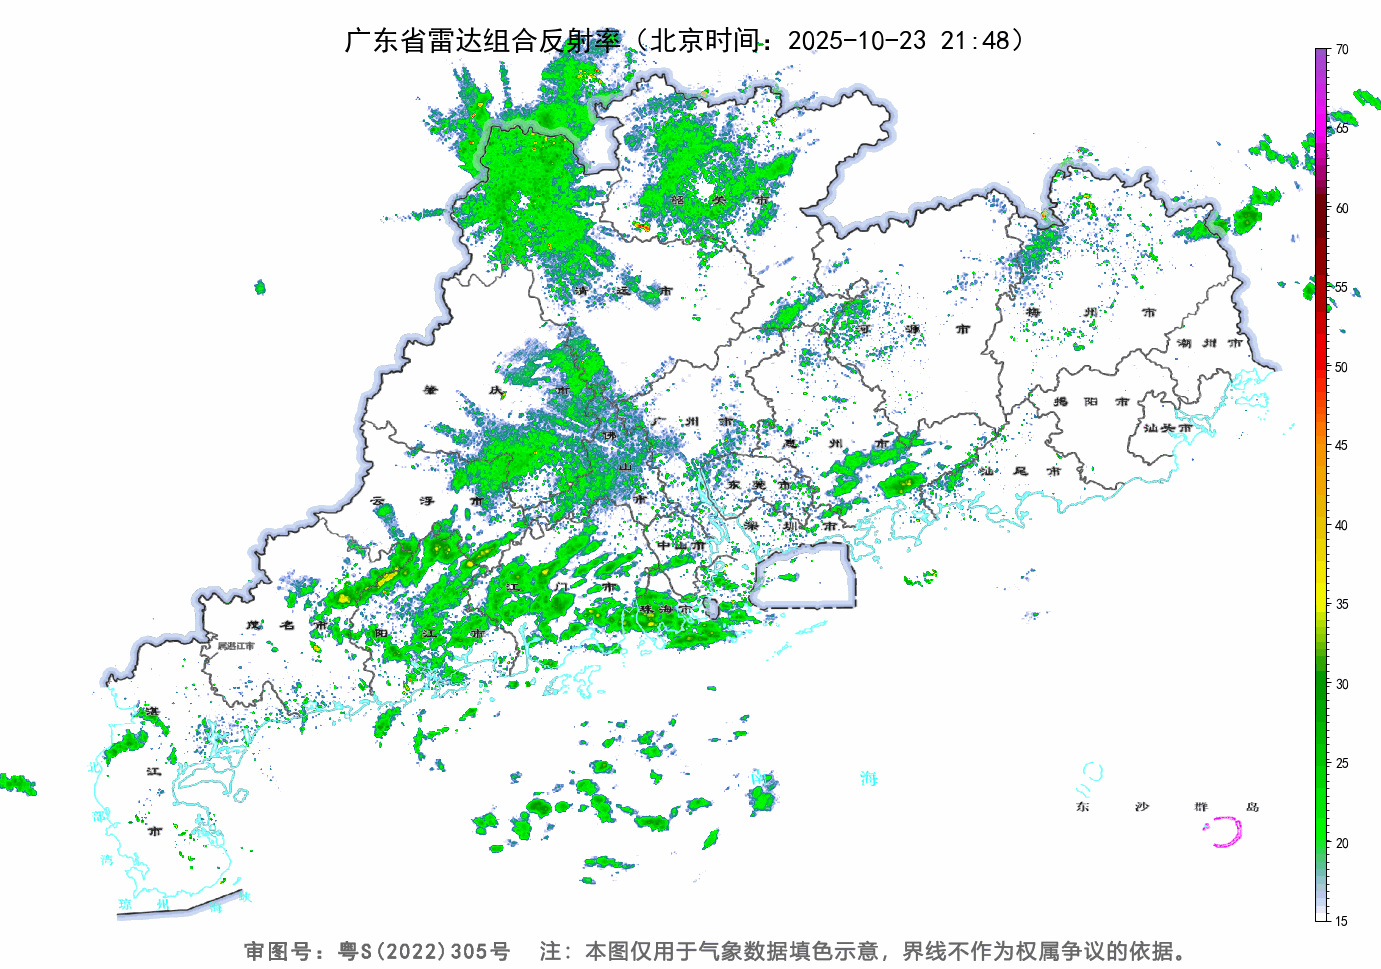 广东省雷达组合反射率（北京时间：2025-10-23 21:48）
70
65
60
55
50
45
40
35
30
25
20
15
韶关市
清远市
河源市
梅州市
潮州市
肇庆市
广州市
惠州市
揭阳市
汕头市
佛山市
云浮市
东莞市
汕尾市
深圳市
中山市
江门市
珠海市
茂名市
阳江市
属湛江市
湛江市
北部湾
南海
东沙群岛
琼州海峡
审图号：粤S(2022)305号 注：本图仅用于气象数据填色示意，界线不作为权属争议的依据。